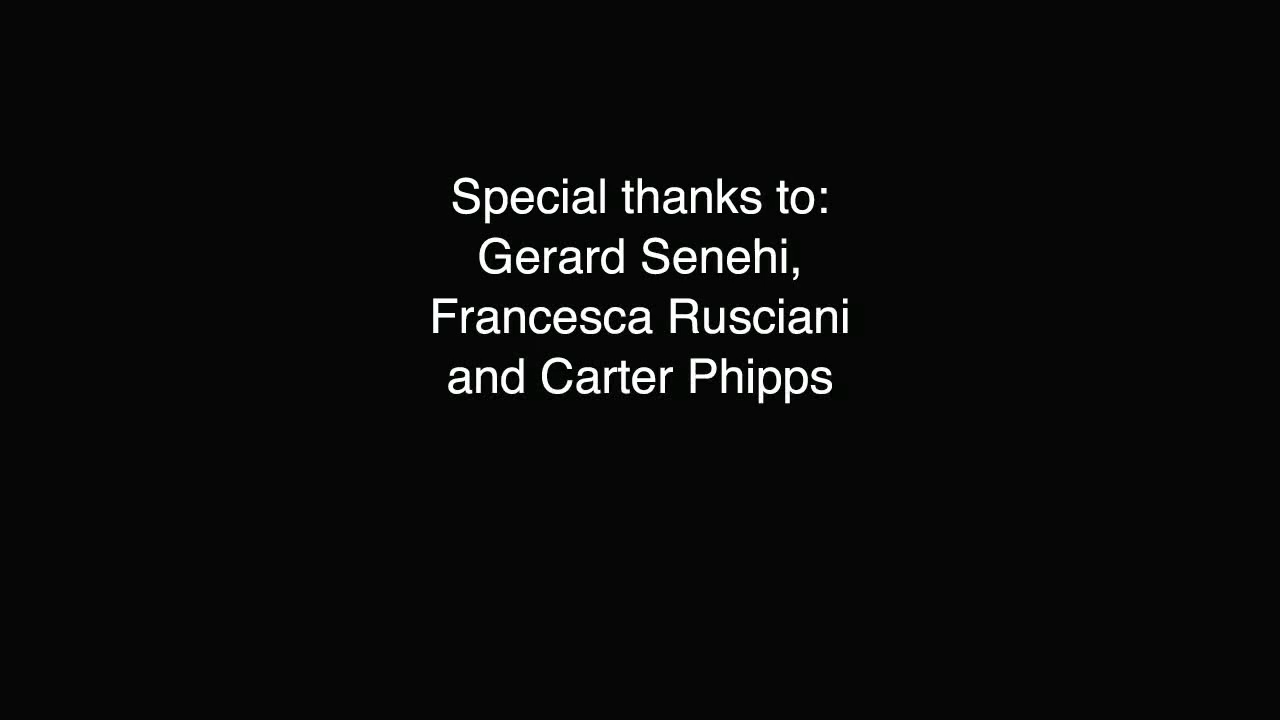 Special thanks to:
Gerard Senehi,
Francesca Rusciani
and Carter Phipps